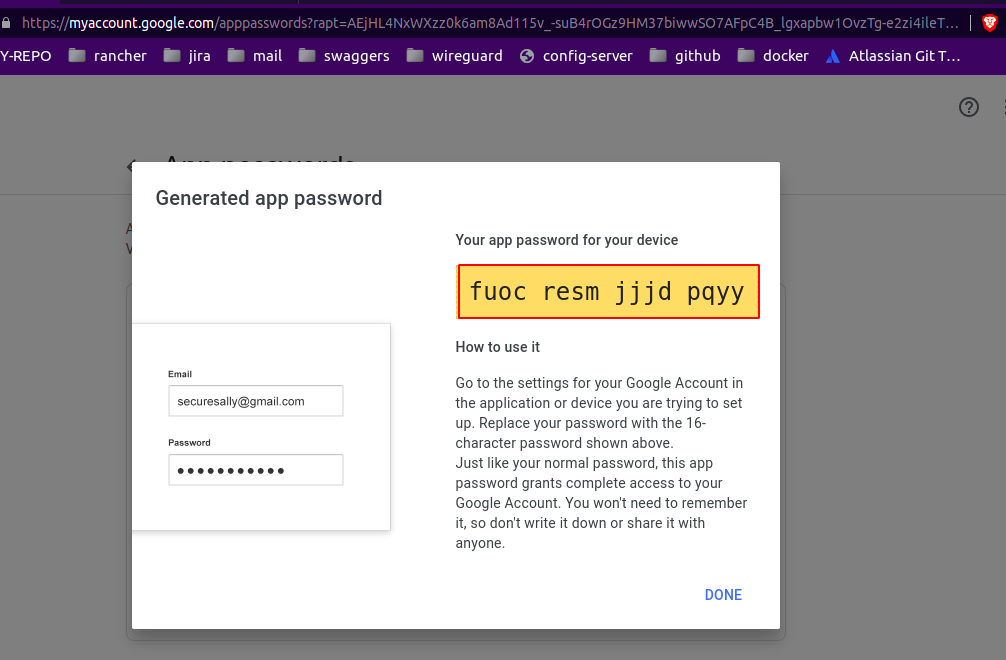 https://myaccount.google.com/apppasswords?rapt=AEjHL4NxWXzz0k6am8Ad115v_-suB4rOGz9HM37biwwSO7AFpC4B_lgxapbw1OvzTg-e2zi4ileT...
Y-REPO rancher jira mail swaggers wireguard config-server github docker Atlassian Git T...
App passwords
Generated app password
Your app password for your device
fuoc resm jjjd pqyy
How to use it
Email
securesally@gmail.com
Password
Go to the settings for your Google Account in
the application or device you are trying to set
up. Replace your password with the 16-
character password shown above.
Just like your normal password, this app
password grants complete access to your
Google Account. You won't need to remember
it, so don't write it down or share it with
anyone.
DONE